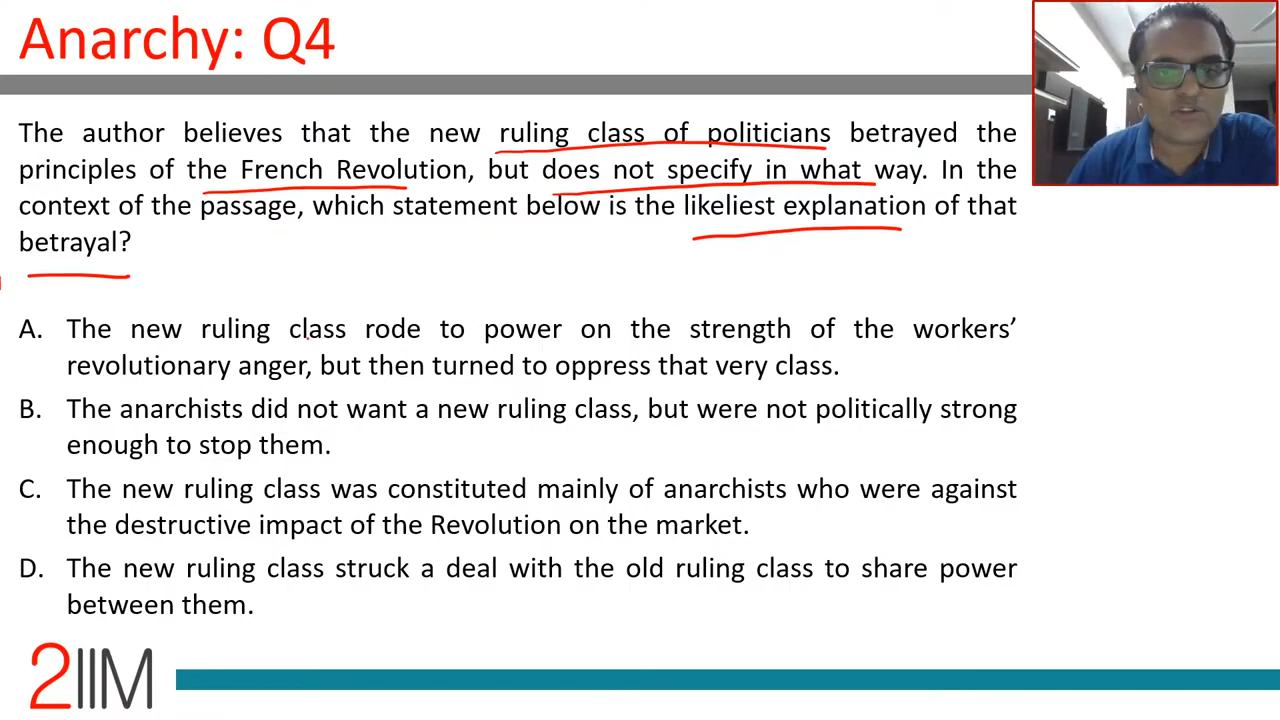 Anarchy: Q4
The author believes that the new ruling class of politicians betrayed the
principles of the French Revolution, but does not specify in what way. In the
context of the passage, which statement below is the likeliest explanation of that
betrayal?
A. The new ruling class rode to power on the strength of the workers’
revolutionary anger, but then turned to oppress that very class.
B. The anarchists did not want a new ruling class, but were not politically strong
enough to stop them.
C. The new ruling class was constituted mainly of anarchists who were against
the destructive impact of the Revolution on the market.
D. The new ruling class struck a deal with the old ruling class to share power
between them.
2IIM